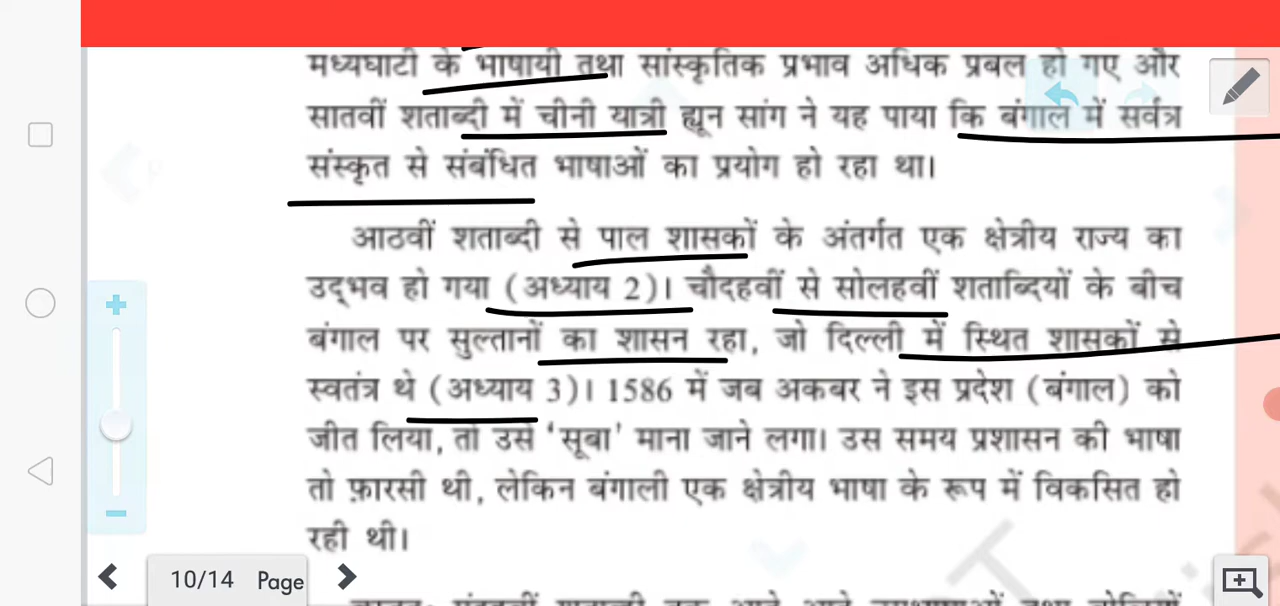 मध्यघाटी के भाषायी तथा सांस्कृतिक प्रभाव अधिक प्रबल हो गए और
सातवीं शताब्दी में चीनी यात्री ह्यून सांग ने यह पाया कि बंगाल में सर्वत्र
संस्कृत से संबंधित भाषाओं का प्रयोग हो रहा था।
आठवीं शताब्दी से पाल शासकों के अंतर्गत एक क्षेत्रीय राज्य का
उद्भव हो गया (अध्याय 2)। चौदहवीं से सोलहवीं शताब्दियों के बीच
बंगाल पर सुल्तानों का शासन रहा, जो दिल्ली में स्थित शासकों से
स्वतंत्र थे (अध्याय 3)। 1586 में जब अकबर ने इस प्रदेश (बंगाल) को
जीत लिया, तो उसे ‘सूबा’ माना जाने लगा। उस समय प्रशासन की भाषा
तो फ़ारसी थी, लेकिन बंगाली एक क्षेत्रीय भाषा के रूप में विकसित हो
रही थी।
10/14 Page